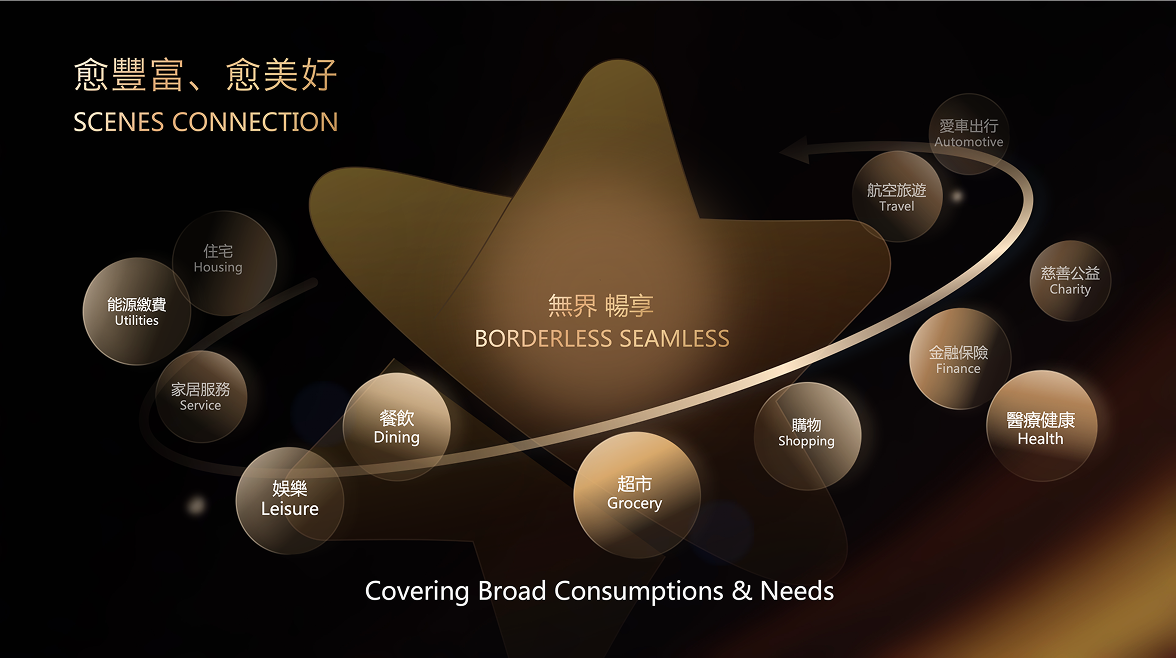 愈豐富、愈美好
SCENES CONNECTION
愛車出行
Automotive
航空旅遊
Travel
住宅
Housing
慈善公益
Charity
能源繳費
Utilities
無界 暢享
BORDERLESS SEAMLESS
金融保險
Finance
家居服務
Service
餐飲
Dining
購物
Shopping
醫療健康
Health
娛樂
Leisure
超市
Grocery
Covering Broad Consumptions & Needs